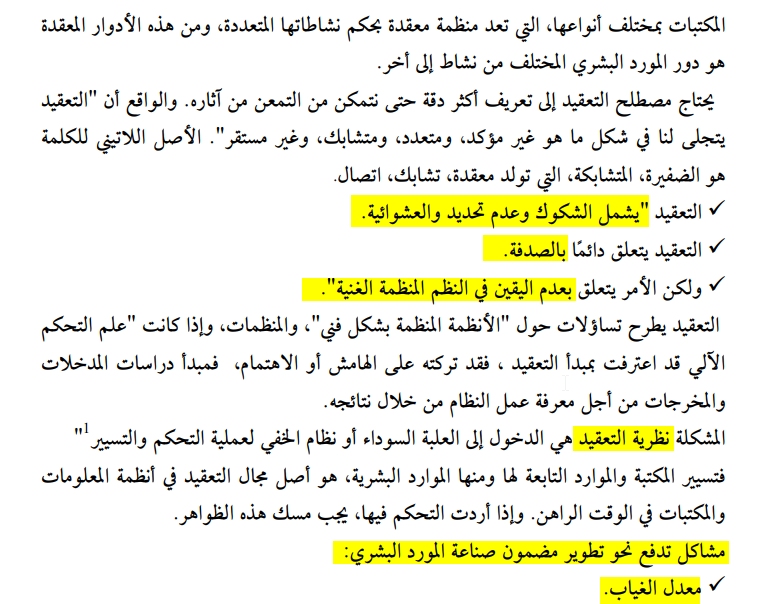 المكتبات بمختلف أنواعها، التي تعد منظمة معقدة بحكم نشاطاتها المتعددة، ومن هذه الأدوار المعقدة
هو دور المورد البشري المختلف من نشاط إلى أخر.
يحتاج مصطلح التعقيد إلى تعريف أكثر دقة حتى نتمكن من التمعن من آثاره. والواقع أن "التعقيد
يتجلى لنا في شكل ما هو غير مؤكد، ومتعدد، ومتشابك، وغير مستقر". الأصل اللاتيني للكلمة
هو الضفيرة، المتشابكة، التي تولد معقدة، تشابك، اتصال.
✓ التعقيد "يشمل الشكوك وعدم تحديد والعشوائية.
✓ التعقيد يتعلق دائمًا بالصدفة.
✓ ولكن الأمر يتعلق بعدم اليقين في النظم المنظمة الغنية".
التعقيد يطرح تساؤلات حول "الأنظمة المنظمة بشكل فني"، والمنظمات، وإذا كانت "علم التحكم
الآلي قد اعترفت بمبدأ التعقيد ، فقد تركته على الهامش أو الاهتمام، فمبدأ دراسات المدخلات
والمخرجات من أجل معرفة عمل النظام من خلال نتائجه.
المشكلة نظرية التعقيد هي الدخول إلى العلبة السوداء أو نظام الخفي لعملية التحكم والتسيير1"
فتسيير المكتبة والموارد التابعة لها ومنها الموارد البشرية، هو أصل مجال التعقيد في أنظمة المعلومات
والمكتبات في الوقت الراهن. وإذا أردت التحكم فيها، يجب مسك هذه الظواهر.
مشاكل تدفع نحو تطوير مضمون صناعة المورد البشري:
✓ معدل الغياب.